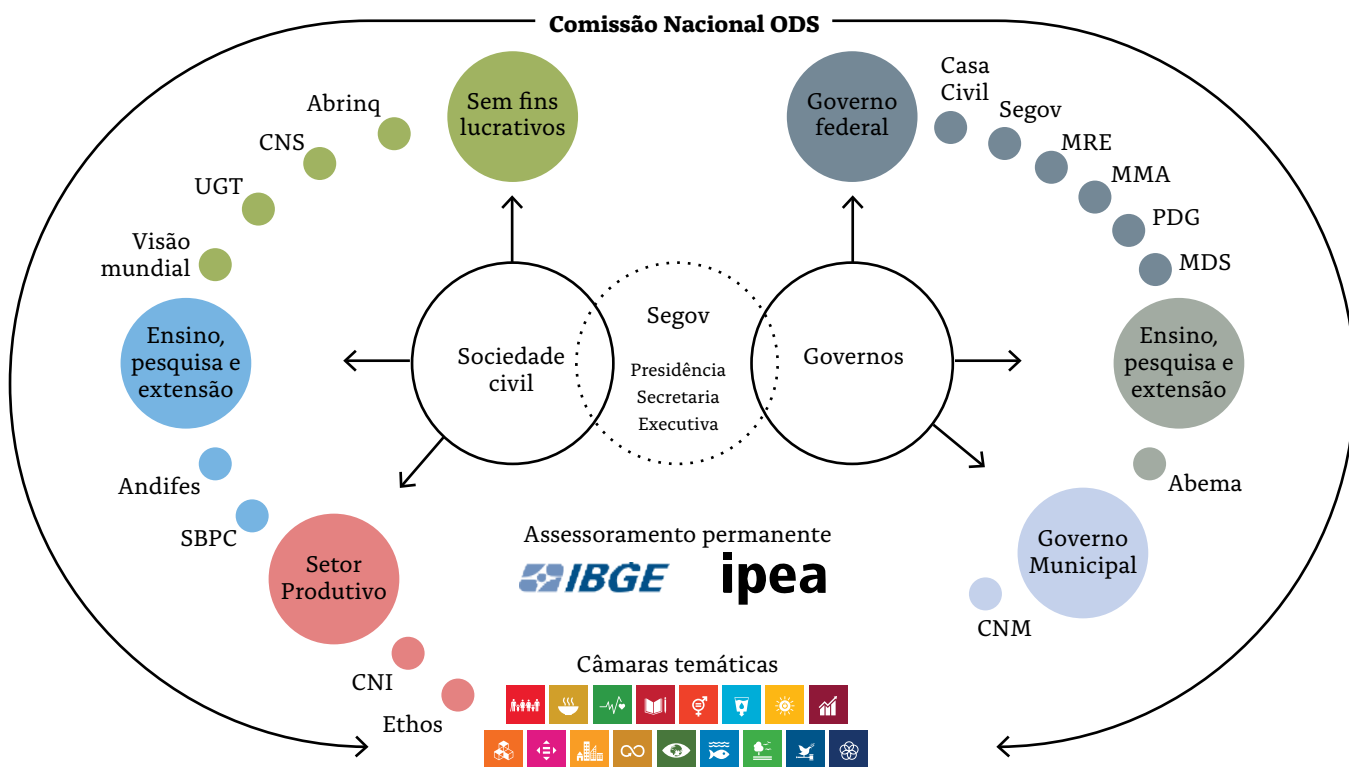 Comissão Nacional ODS
Sem fins
lucrativos
Abrinq
CNS
UGT
Visão
mundial
Ensino,
pesquisa e
extensão
Andifes
SBPC
Setor
Produtivo
CNI
Ethos
Sociedade
civil
Segov
Presidência
Secretaria
Executiva
Governos
Governo
federal
Casa
Civil
Segov
MRE
MMA
PDG
MDS
Ensino,
pesquisa e
extensão
Abema
Governo
Municipal
CNM
Assessoramento permanente
IBGE
ipea
Câmaras temáticas